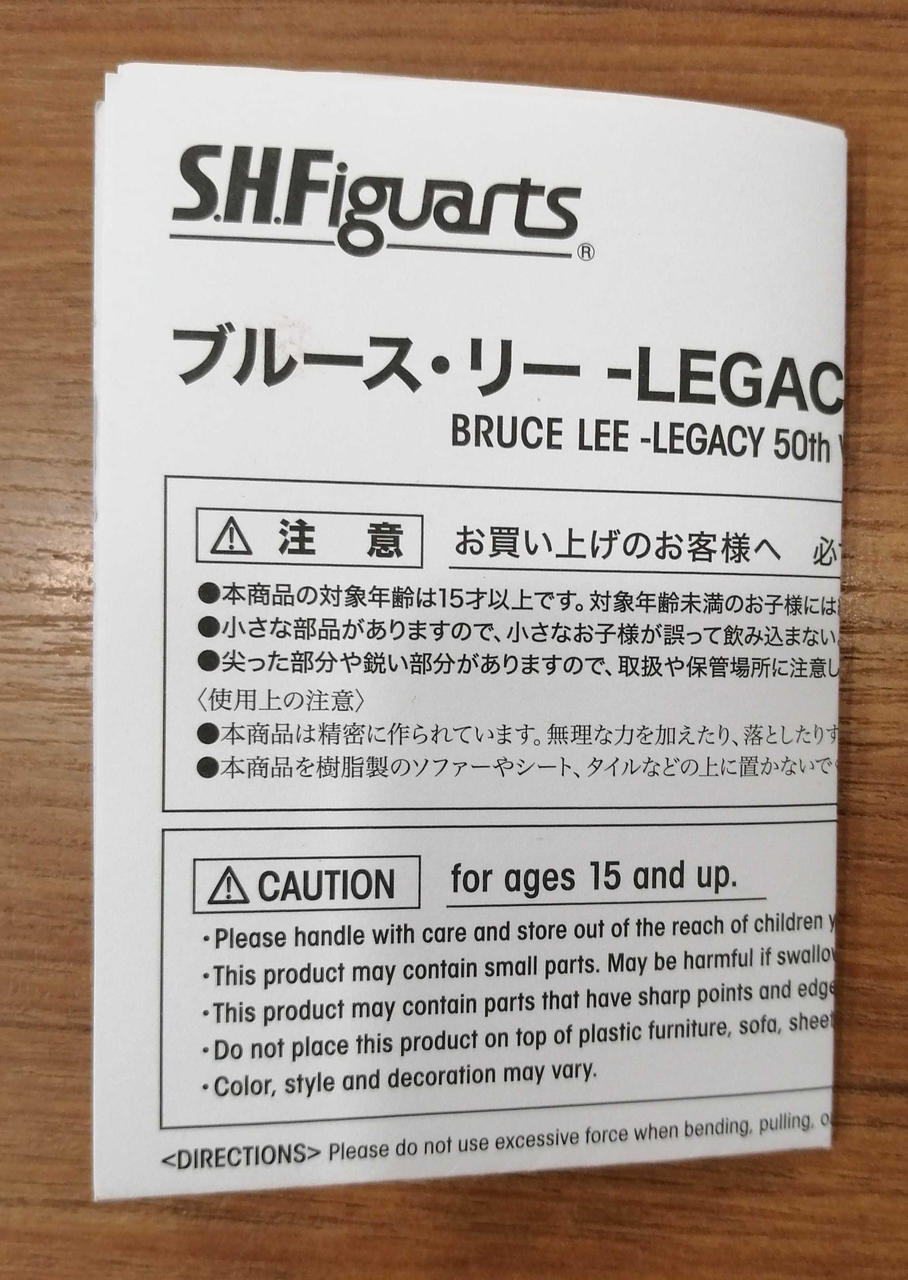 S.H.Figuarts®
ブルース・リー -LEGAC
BRUCE LEE -LEGACY 50th
⚠ 注 意 お買い上げのお客様へ 必
●本商品の対象年齢は15才以上です。対象年齢未満のお子様には
●小さな部品がありますので、小さなお子様が誤って飲み込まない
●尖った部分や鋭い部分がありますので、取扱や保管場所に注意し
〈使用上の注意〉
●本商品は精密に作られています。無理な力を加えたり、落としたりす
●本商品を樹脂製のソファーやシート、タイルなどの上に置かないで
⚠ CAUTION for ages 15 and up.
・Please handle with care and store out of the reach of children
・This product may contain small parts. May be harmful if swallo
・This product may contain parts that have sharp points and edge
・Do not place this product on top of plastic furniture, sofa, sheet
・Color, style and decoration may vary.
<DIRECTIONS> Please do not use excessive force when bending, pulling,